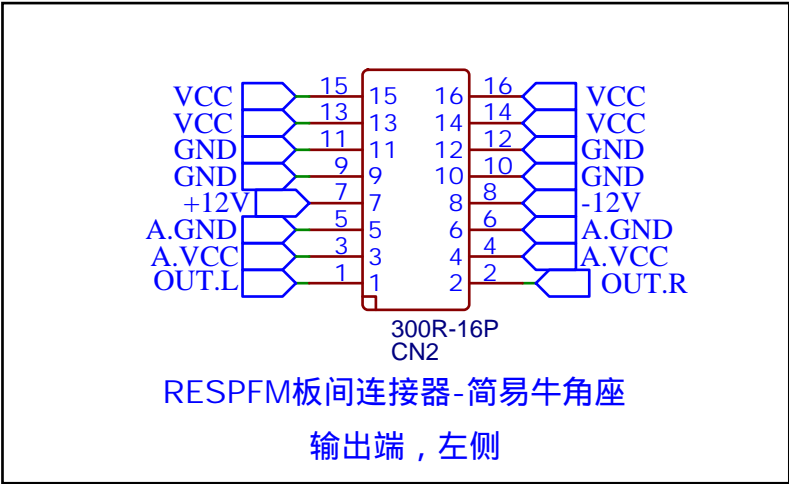 VCC 15 15 16 16 VCC
VCC 13 13 14 14 VCC
GND 11 11 12 12 GND
GND 9 9 10 10 GND
+12V 7 7 8 8 -12V
A.GND 5 5 6 6 A.GND
A.VCC 3 3 4 4 A.VCC
OUT.L 1 1 2 2 OUT.R
300R-16P
CN2
RESPFM板间连接器-简易牛角座
输出端，左侧